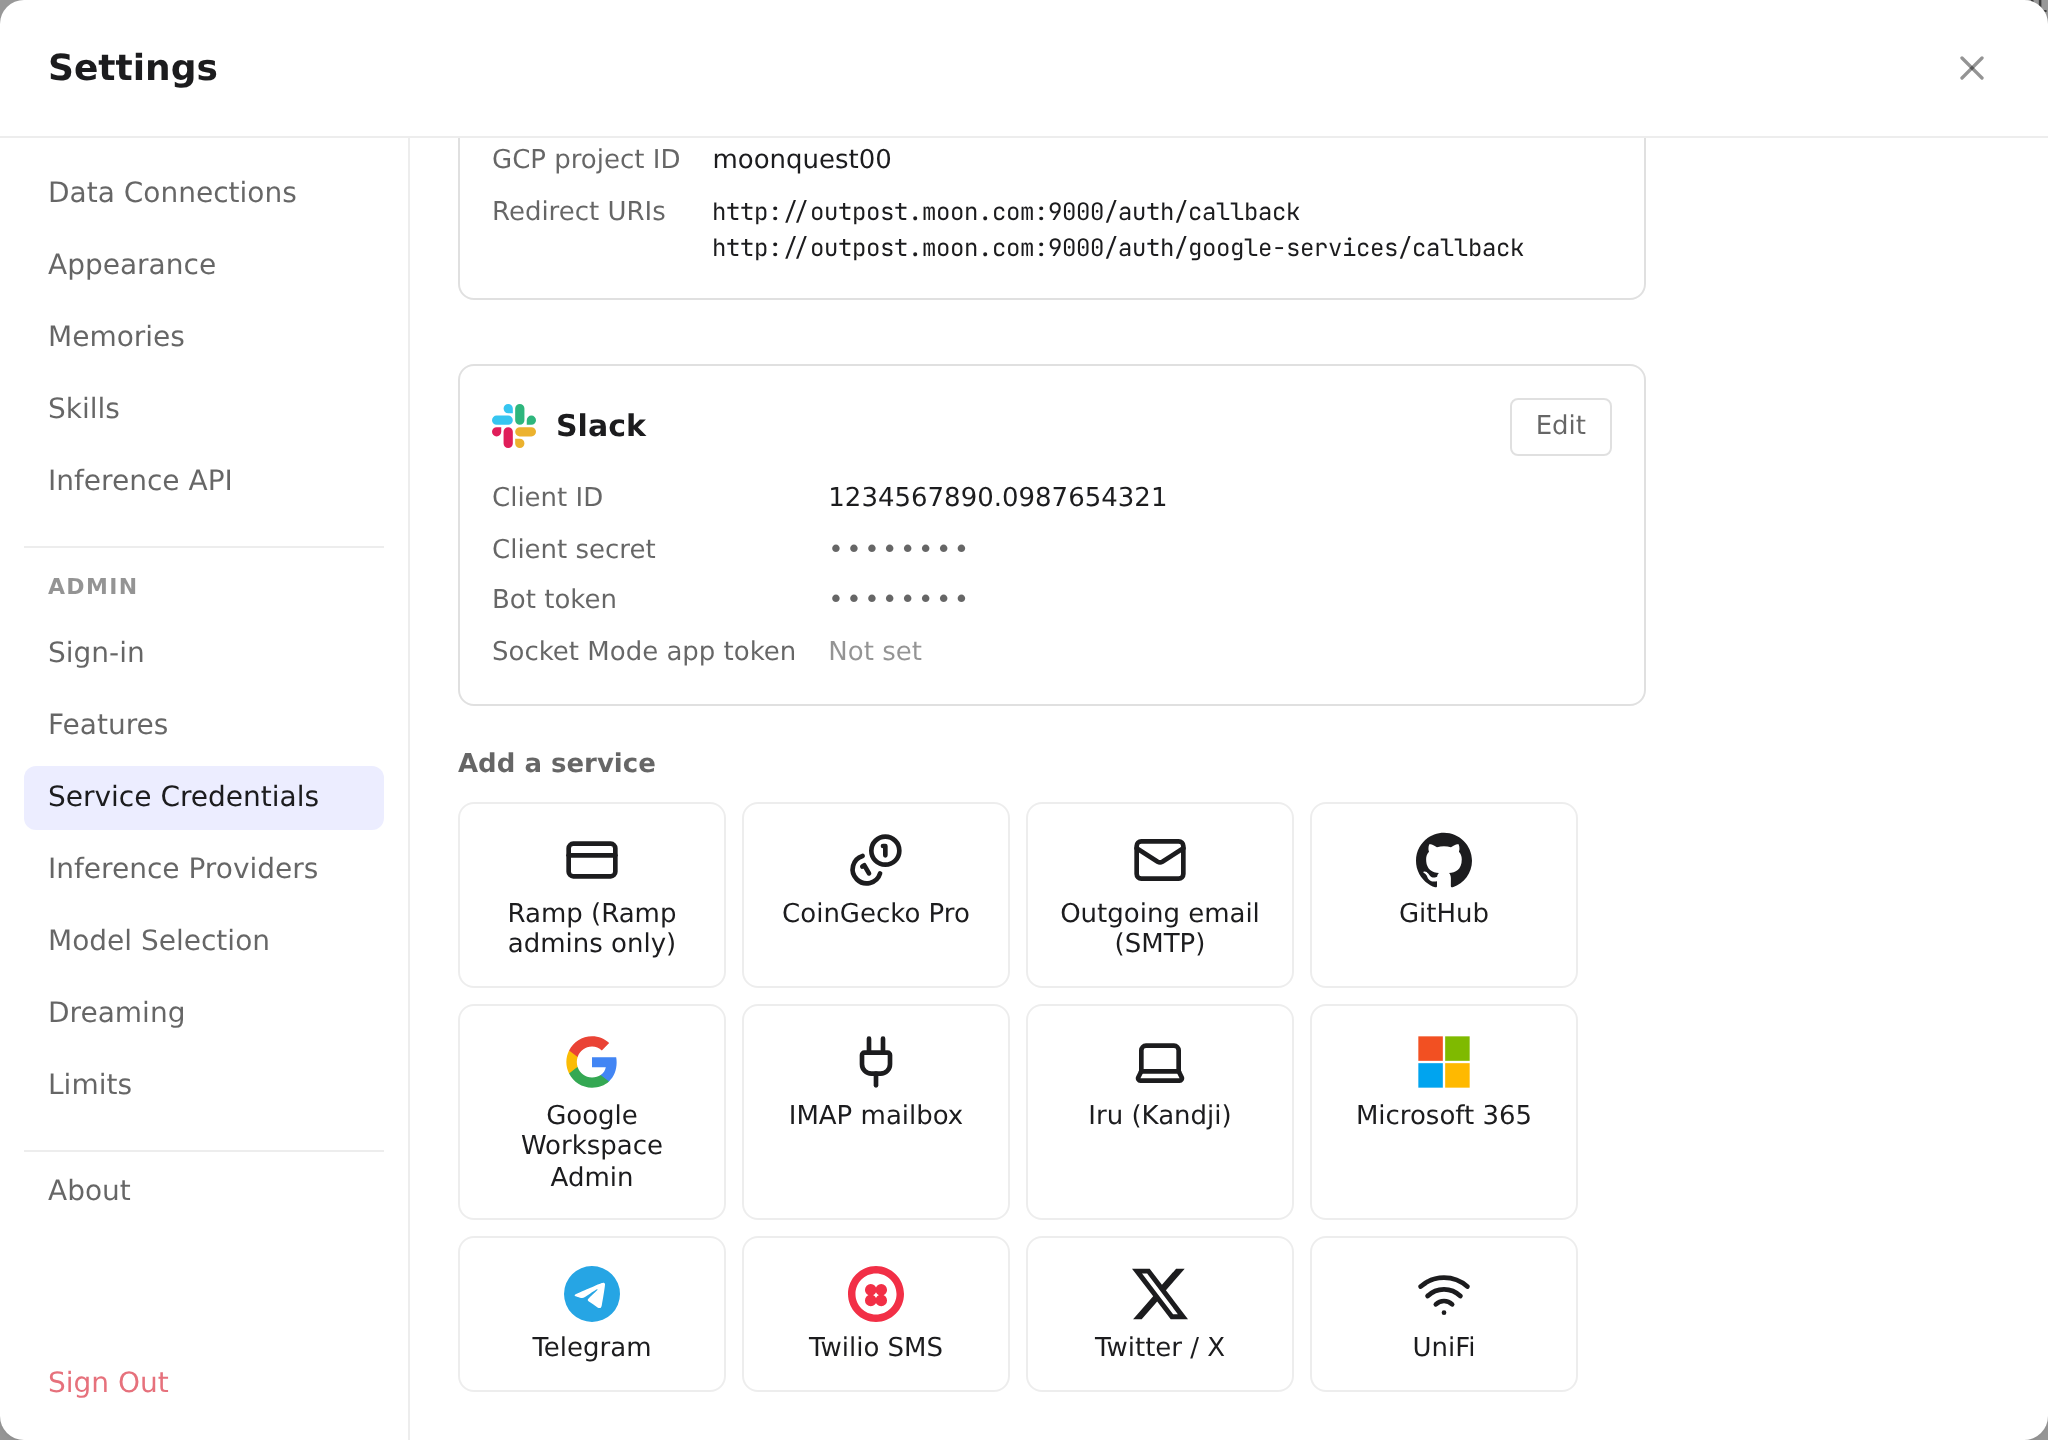 Settings
Data Connections
Appearance
Memories
Skills
Inference API
ADMIN
Sign-in
Features
Service Credentials
Inference Providers
Model Selection
Dreaming
Limits
About
Sign Out
GCP project ID moonquest00
Redirect URIs http://outpost.moon.com:9000/auth/callback
http://outpost.moon.com:9000/auth/google-services/callback
Slack
Edit
Client ID 1234567890.0987654321
Client secret ••••••••
Bot token ••••••••
Socket Mode app token Not set
Add a service
Ramp (Ramp
admins only)
CoinGecko Pro
Outgoing email
(SMTP)
GitHub
Google
Workspace
Admin
IMAP mailbox
Iru (Kandji)
Microsoft 365
Telegram
Twilio SMS
Twitter / X
UniFi